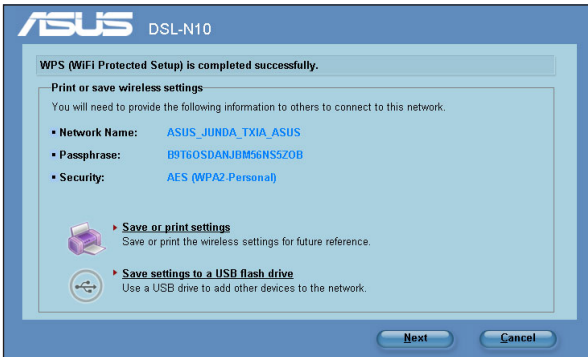 ASUS DSL-N10
WPS (WiFi Protected Setup) is completed successfully.
Print or save wireless settings
You will need to provide the following information to others to connect to this network.
▪ Network Name: ASUS_JUNDA_TXIA_ASUS
▪ Passphrase: B9T6OSDANJBM56NS5ZOB
▪ Security: AES (WPA2-Personal)
Save or print settings
Save or print the wireless settings for future reference.
Save settings to a USB flash drive
Use a USB drive to add other devices to the network.
Next Cancel